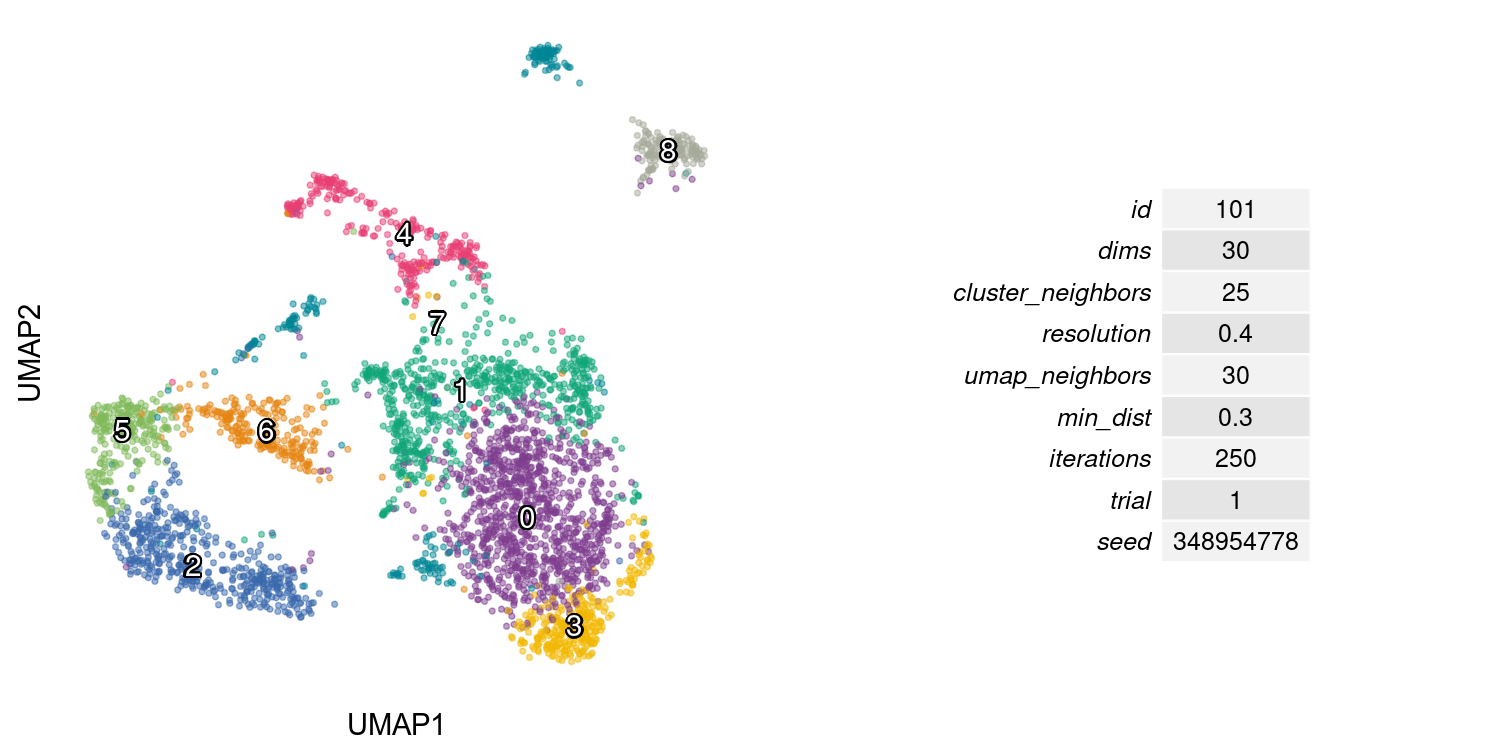 8
4
7
1
5
6
0
2
3
UMAP2
UMAP1
id 101
dims 30
cluster_neighbors 25
resolution 0.4
umap_neighbors 30
min_dist 0.3
iterations 250
trial 1
seed 348954778